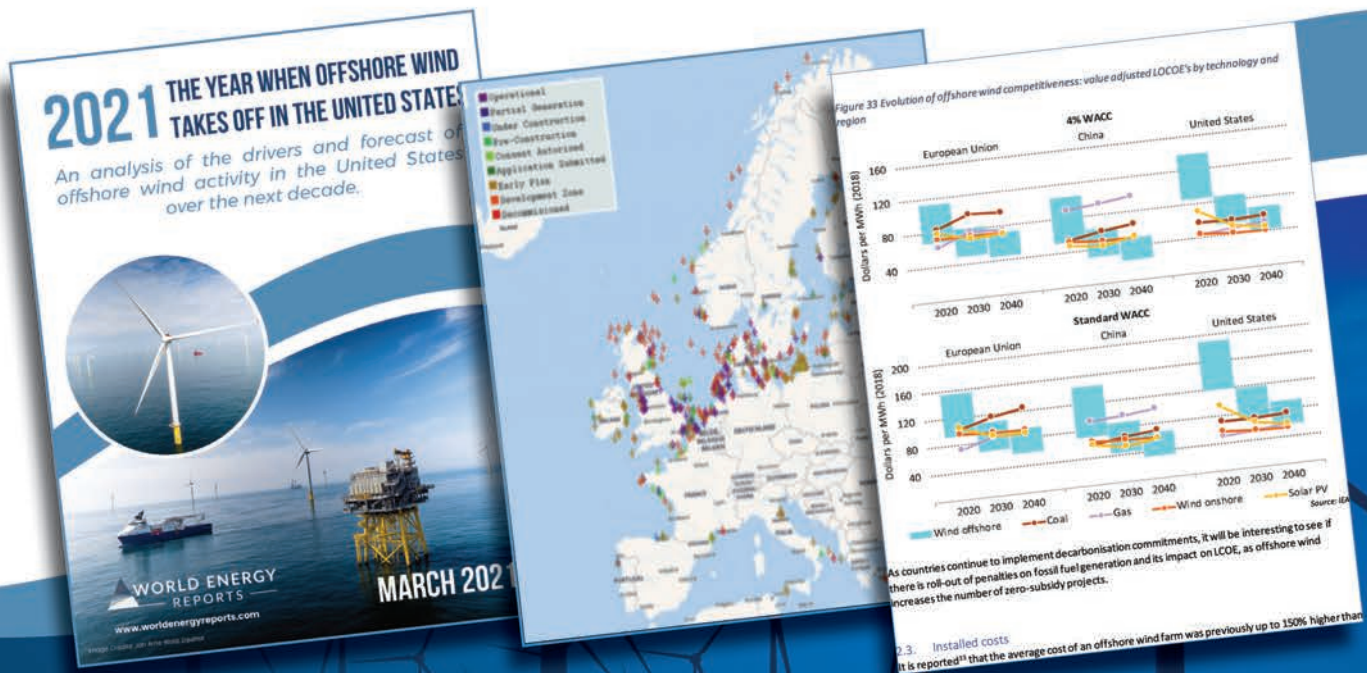 2021 THE YEAR WHEN OFFSHORE WIND
TAKES OFF IN THE UNITED STATES
An analysis of the drivers and forecast of
offshore wind activity in the United States
over the next decade.
WORLD ENERGY
REPORTS
www.worldenergyreports.com
MARCH 2021
Operational
Partial Generation
Under Construction
Pre-Construction
Consent Authorised
Application Submitted
Early Plan
Development Zone
Decommissioned
Figure 33 Evolution of offshore wind competitiveness: value adjusted LOCOE's by technology and
region
4% WACC
European Union China United States
Dollars per MWh (2018)
160
120
80
40
2020 2030 2040 2020 2030 2040 2020 2030 2040
Standard WACC
European Union China United States
Dollars per MWh (2018)
200
160
120
80
40
2020 2030 2040 2020 2030 2040 2020 2030 2040
Wind offshore Coal Gas Wind onshore Solar PV
Source: IEA
As countries continue to implement decarbonisation commitments, it will be interesting to see if
there is roll-out of penalties on fossil fuel generation and its impact on LCOE, as offshore wind
increases the number of zero-subsidy projects.
2.3. Installed costs
It is reported that the average cost of an offshore wind farm was previously up to 150% higher than